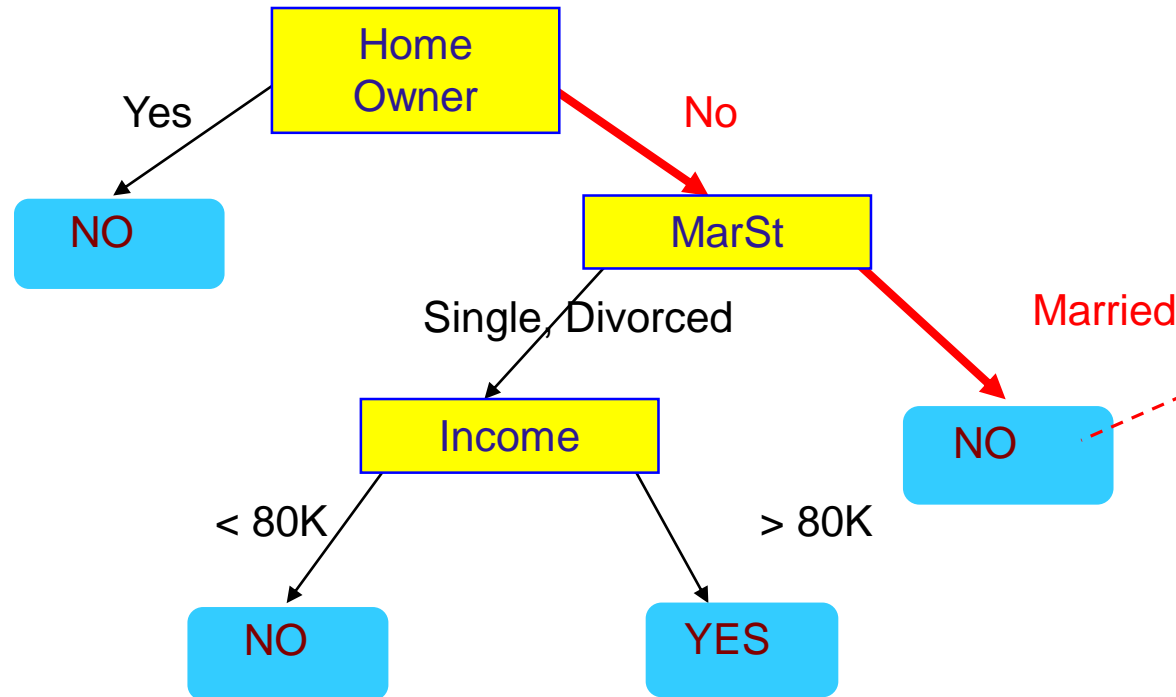 Home
Owner
Yes
No
NO
MarSt
Single, Divorced
Married
Income
NO
< 80K
> 80K
NO
YES